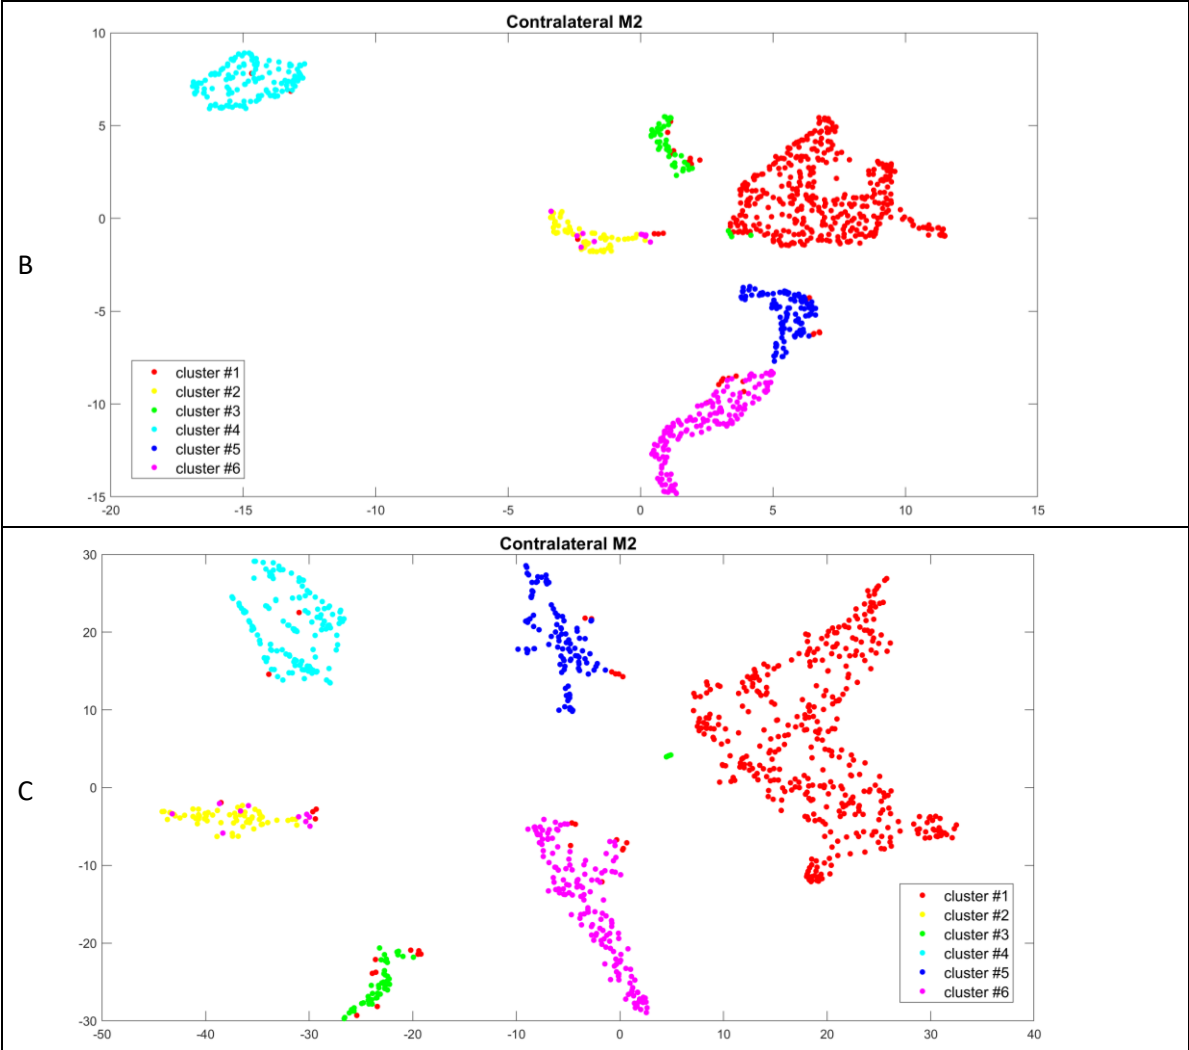 Contralateral M2
10
5
0
-5
-10
-15
B
cluster #1
cluster #2
cluster #3
cluster #4
cluster #5
cluster #6
-20 -15 -10 -5 0 5 10 15
Contralateral M2
30
20
10
0
-10
-20
-30
C
cluster #1
cluster #2
cluster #3
cluster #4
cluster #5
cluster #6
-50 -40 -30 -20 -10 0 10 20 30 40